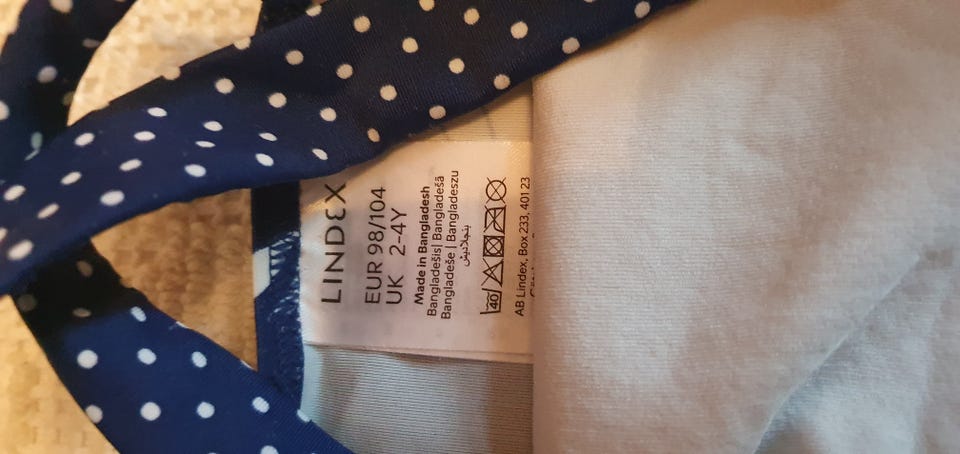 LINDEX
EUR 98/104
UK 2-4Y
Made in Bangladesh
Bangladešis| Bangladešā
Bangladeše | Bangladeszu
بنجلاديش
40
AB Lindex, Box 233, 401 23